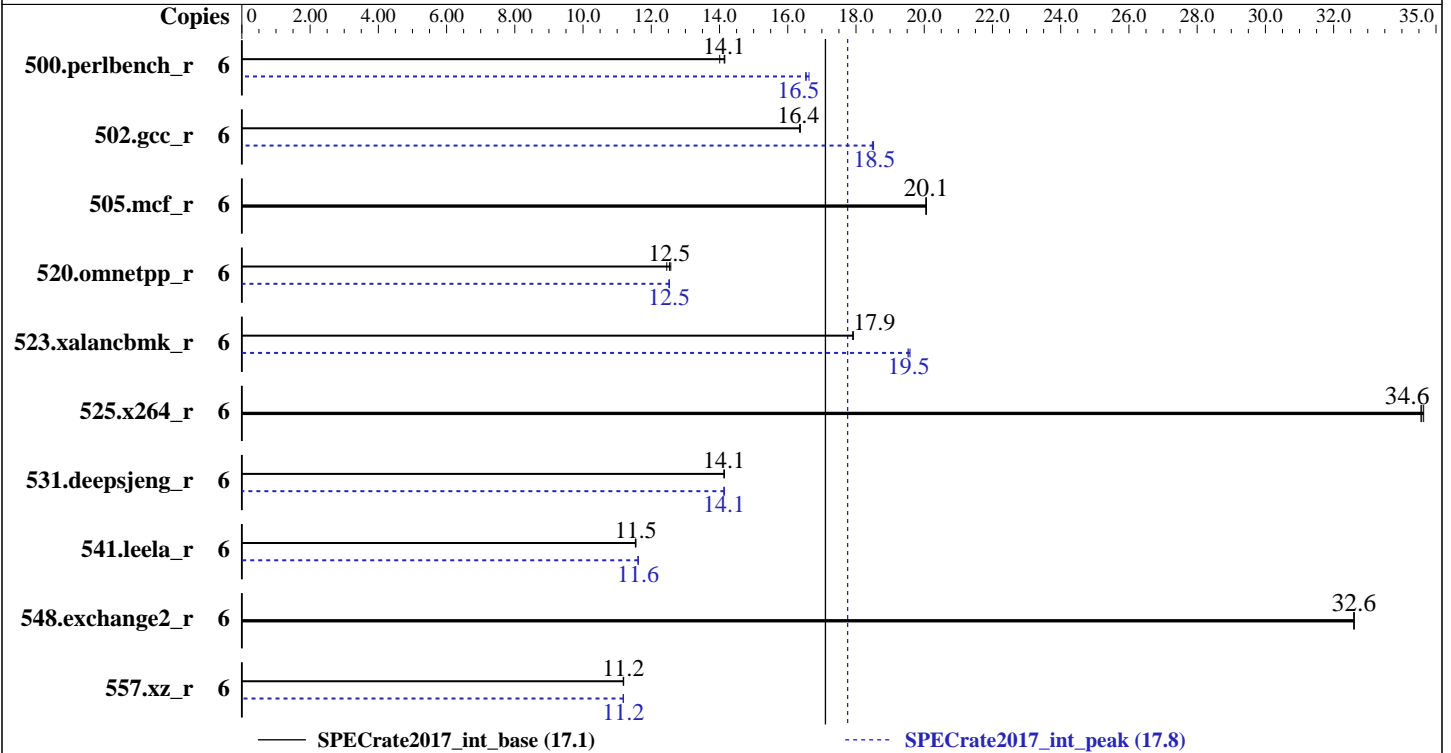 Copies 0 2.00 4.00 6.00 8.00 10.0 12.0 14.0 16.0 18.0 20.0 22.0 24.0 26.0 28.0 30.0 32.0 35.0
14.1
500.perlbench_r 6
16.5
16.4
502.gcc_r 6
18.5
20.1
505.mcf_r 6
12.5
520.omnetpp_r 6
12.5
17.9
523.xalancbmk_r 6
19.5
34.6
525.x264_r 6
14.1
531.deepsjeng_r 6
14.1
11.5
541.leela_r 6
11.6
32.6
548.exchange2_r 6
11.2
557.xz_r 6
11.2
SPECrate2017_int_base (17.1) SPECrate2017_int_peak (17.8)